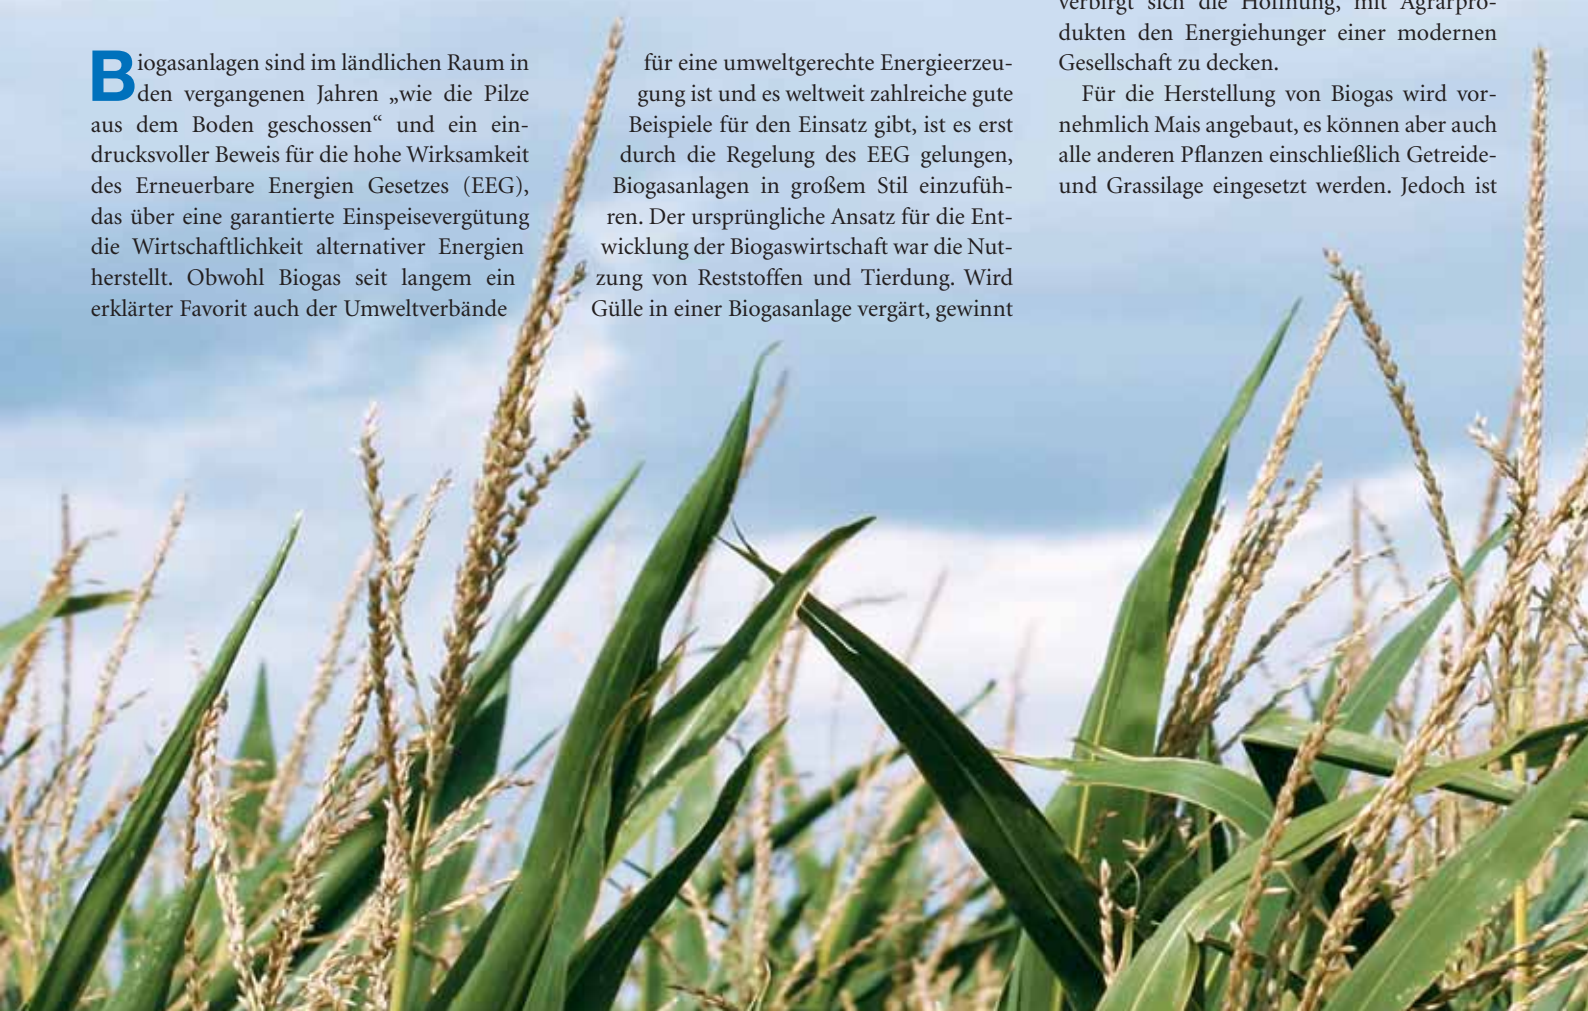 Biogasanlagen sind im ländlichen Raum in
den vergangenen Jahren „wie die Pilze
aus dem Boden geschossen“ und ein ein-
drucksvoller Beweis für die hohe Wirksamkeit
des Erneuerbare Energien Gesetzes (EEG),
das über eine garantierte Einspeisevergütung
die Wirtschaftlichkeit alternativer Energien
herstellt. Obwohl Biogas seit langem ein
erklärter Favorit auch der Umweltverbände
für eine umweltgerechte Energieerzeu-
gung ist und es weltweit zahlreiche gute
Beispiele für den Einsatz gibt, ist es erst
durch die Regelung des EEG gelungen,
Biogasanlagen in großem Stil einzufüh-
ren. Der ursprüngliche Ansatz für die Ent-
wicklung der Biogaswirtschaft war die Nut-
zung von Reststoffen und Tierdung. Wird
Gülle in einer Biogasanlage vergärt, gewinnt
verbirgt sich die Hoffnung, mit Agrarpro-
dukten den Energiehunger einer modernen
Gesellschaft zu decken.
Für die Herstellung von Biogas wird vor-
nehmlich Mais angebaut, es können aber auch
alle anderen Pflanzen einschließlich Getreide-
und Grassilage eingesetzt werden. Jedoch ist